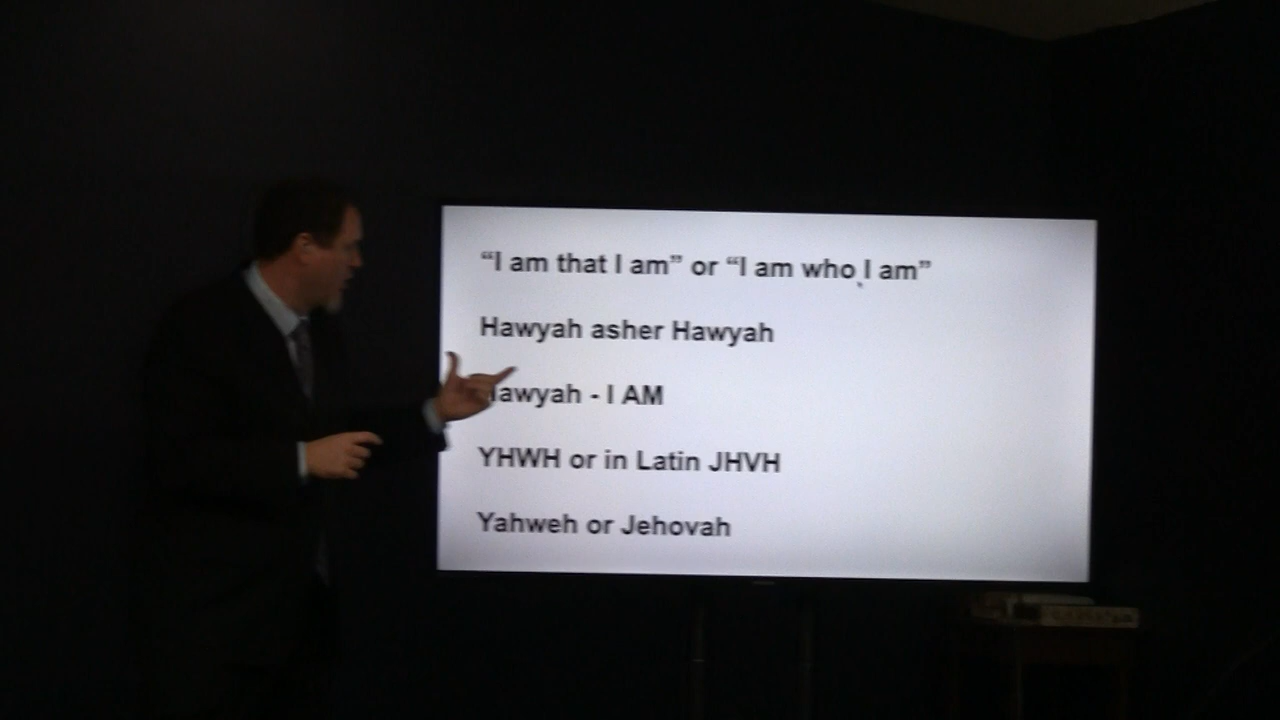 “I am that I am” or “I am who I am”
Hawyah asher Hawyah
awyah - I AM
YHWH or in Latin JHVH
Yahweh or Jehovah